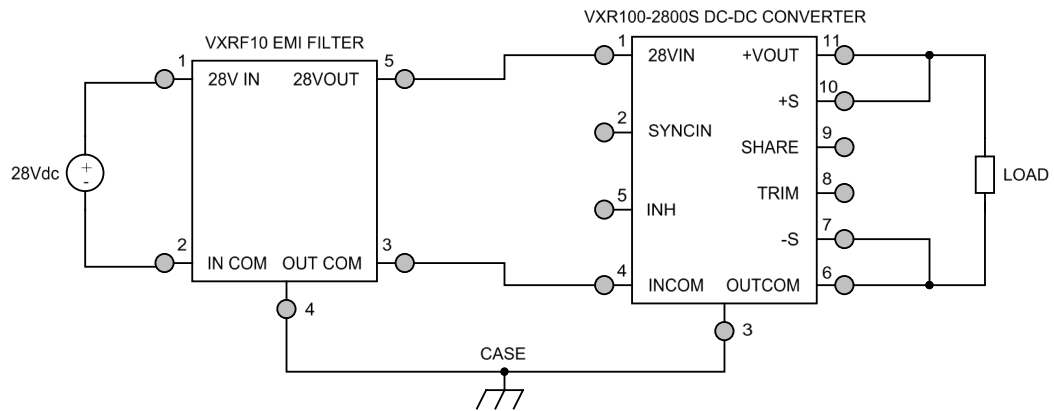 VXR100-2800S DC-DC CONVERTER
VXRF10 EMI FILTER
1
28V IN
28VOUT
5
1
28VIN
+VOUT
11
+S
10
2
SYNCIN
SHARE
9
28Vdc
+
-
LOAD
TRIM
8
5
INH
-S
7
2
IN COM
OUT COM
3
4
INCOM
OUTCOM
6
4
3
CASE